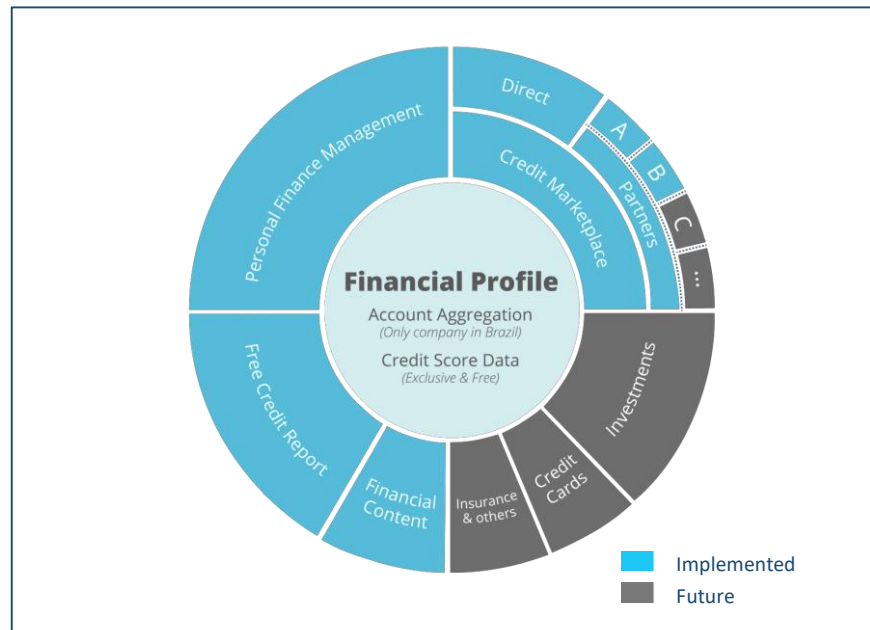 Personal Finance Management
Direct
Credit Marketplace
Partners
A
B
C
...
Financial Profile
Account Aggregation
(Only company in Brazil)
Credit Score Data
(Exclusive & Free)
Free Credit Report
Financial
Content
Insurance
& others
Credit
Cards
Investments
Implemented
Future